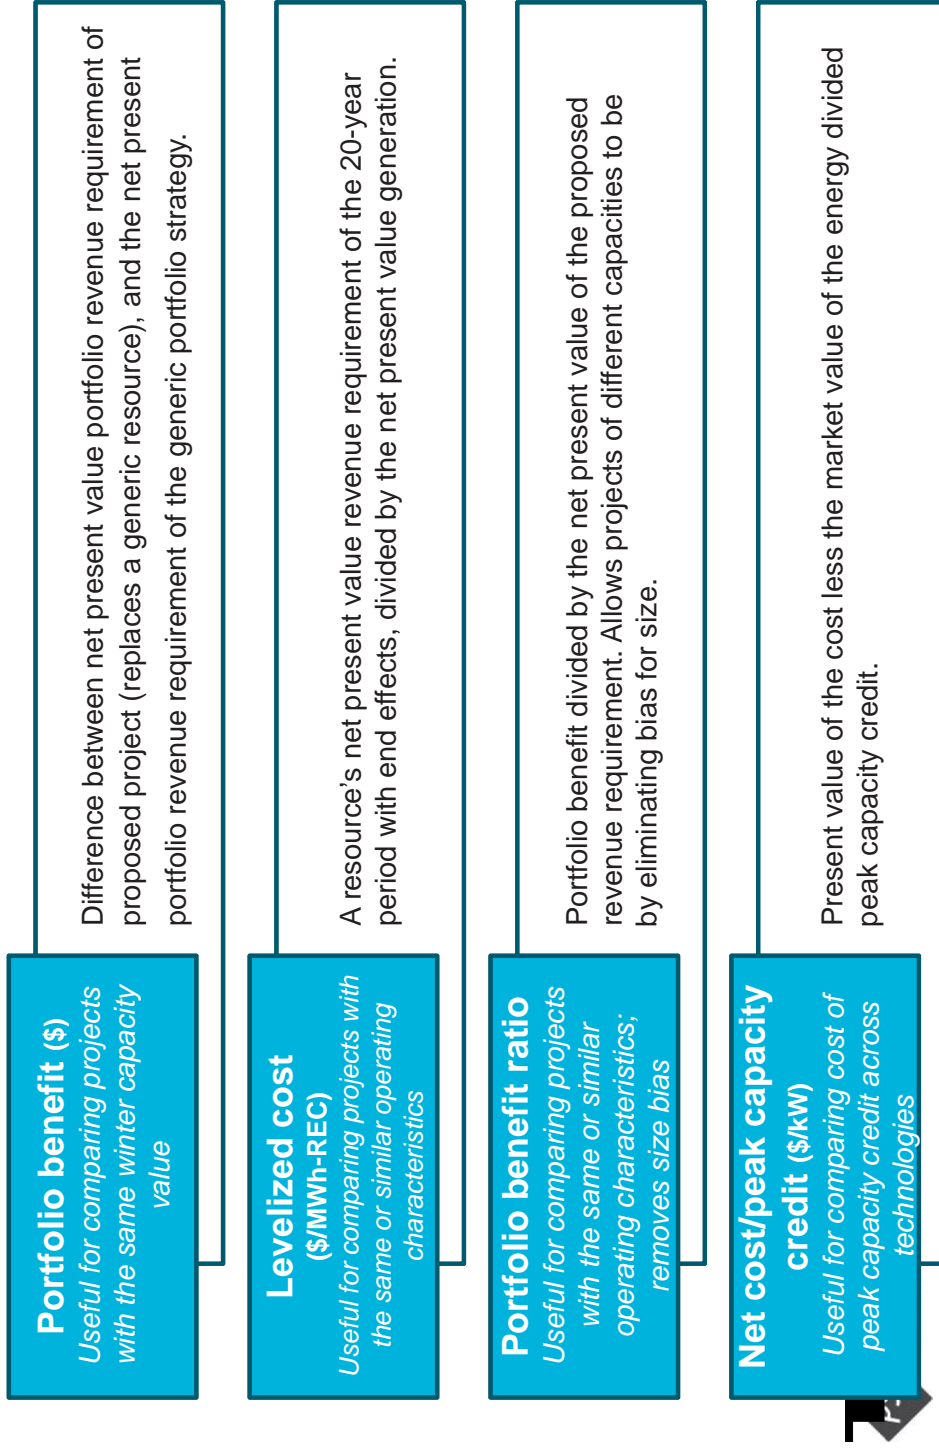 Portfolio benefit ($)
Useful for comparing projects
with the same winter capacity
value
Difference between net present value portfolio revenue requirement of
proposed project (replaces a generic resource), and the net present
portfolio revenue requirement of the generic portfolio strategy.
Levelized cost
($/MWh-REC)
Useful for comparing projects with
the same or similar operating
characteristics
A resource’s net present value revenue requirement of the 20-year
period with end effects, divided by the net present value generation.
Portfolio benefit ratio
Useful for comparing projects
with the same or similar
operating characteristics;
removes size bias
Portfolio benefit divided by the net present value of the proposed
revenue requirement. Allows projects of different capacities to be
by eliminating bias for size.
Net cost/peak capacity
credit ($/kW)
Useful for comparing cost of
peak capacity credit across
technologies
Present value of the cost less the market value of the energy divided
peak capacity credit.